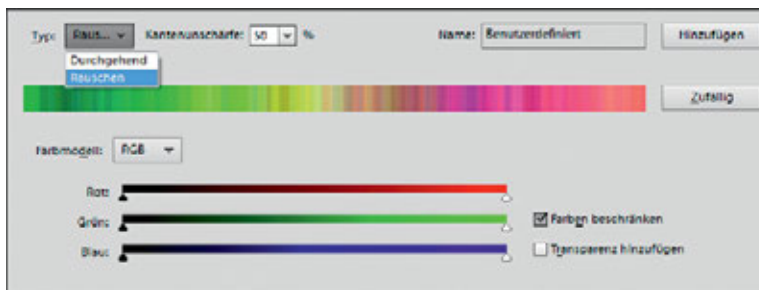 Typ: Raus... Kantenunschärfe: 50 % Name: Benutzerdefiniert Hinzufügen
Durchgehend
Rauschen
Zufällig
Farbmodell: RGB
Rot:
Grün: Farben beschränken
Blau: Transparenz hinzufügen